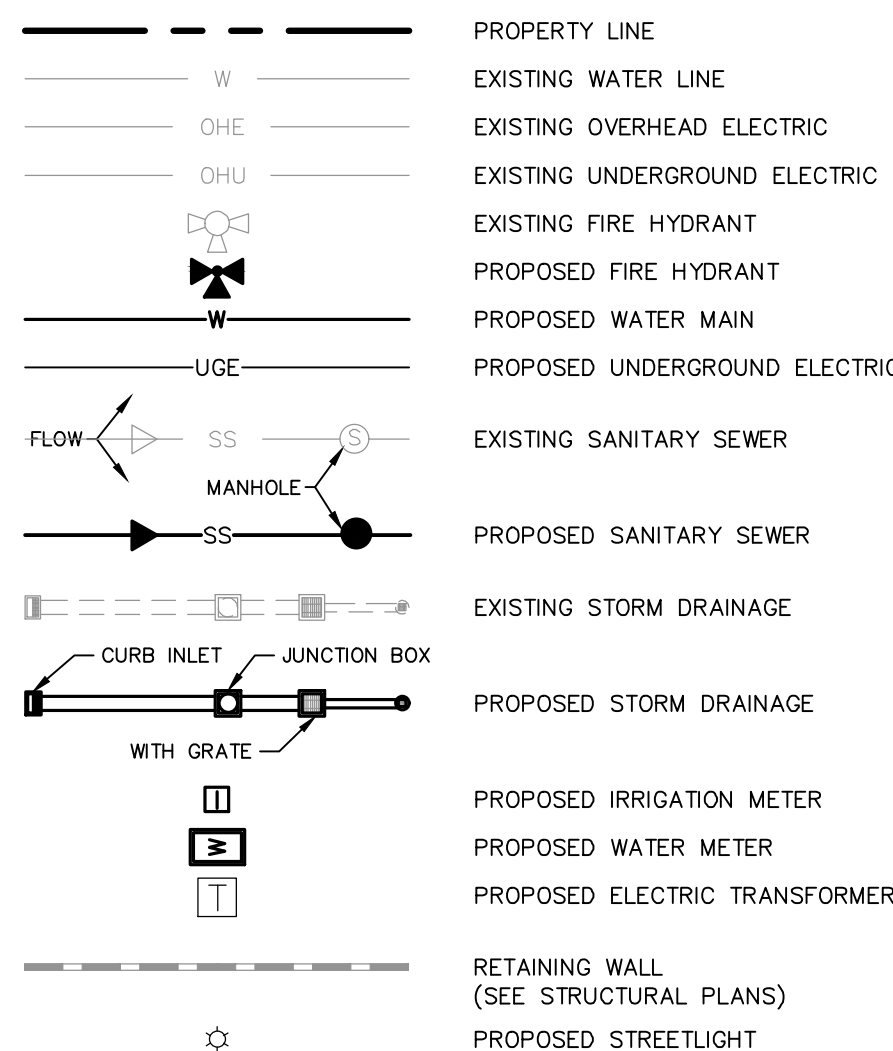 PROPERTY LINE
W EXISTING WATER LINE
OHE EXISTING OVERHEAD ELECTRIC
OHU EXISTING UNDERGROUND ELECTRIC
EXISTING FIRE HYDRANT
PROPOSED FIRE HYDRANT
W PROPOSED WATER MAIN
UGE PROPOSED UNDERGROUND ELECTRIC
FLOW SS S EXISTING SANITARY SEWER
MANHOLE
SS PROPOSED SANITARY SEWER
EXISTING STORM DRAINAGE
CURB INLET JUNCTION BOX
PROPOSED STORM DRAINAGE
WITH GRATE
I PROPOSED IRRIGATION METER
W PROPOSED WATER METER
T PROPOSED ELECTRIC TRANSFORMER
RETAINING WALL
(SEE STRUCTURAL PLANS)
PROPOSED STREETLIGHT